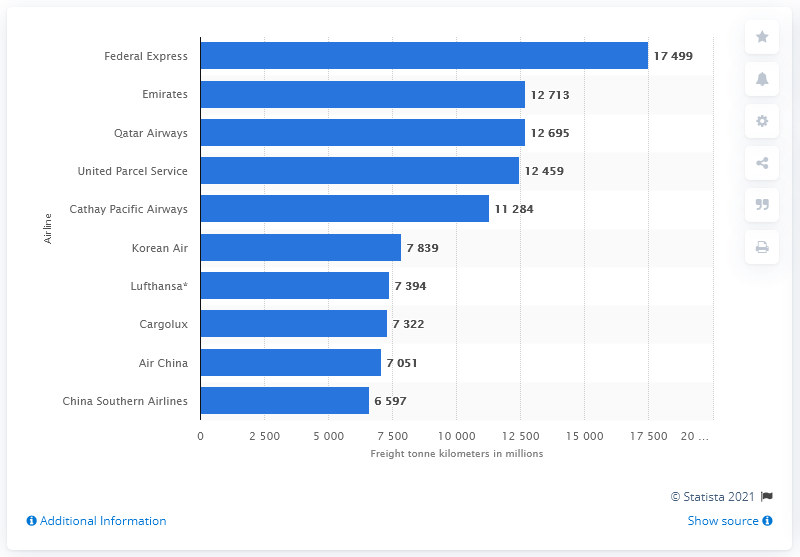 Federal Express 17 499
Emirates 12 713
Qatar Airways 12 695
United Parcel Service 12 459
Cathay Pacific Airways 11 284
Korean Air 7 839
Lufthansa* 7 394
Cargolux 7 322
Air China 7 051
China Southern Airlines 6 597
Airline
0 2 500 5 000 7 500 10 000 12 500 15 000 17 500 20 ...
Freight tonne kilometers in millions
© Statista 2021
Additional Information
Show source